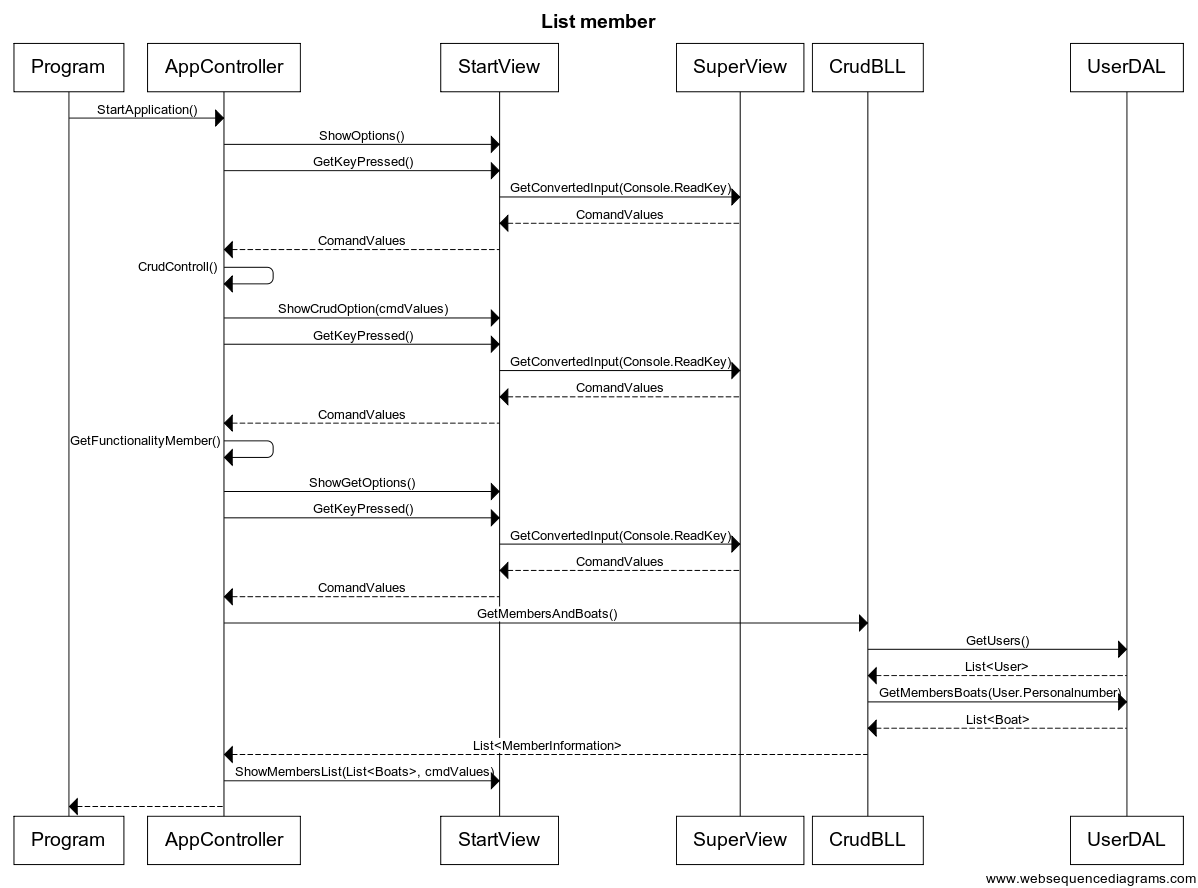 List member
Program AppController StartView SuperView CrudBLL UserDAL
StartApplication()
ShowOptions()
GetKeyPressed()
GetConvertedInput(Console.ReadKey)
ComandValues
ComandValues
CrudControll()
ShowCrudOption(cmdValues)
GetKeyPressed()
GetConvertedInput(Console.ReadKey)
ComandValues
ComandValues
GetFunctionalityMember()
ShowGetOptions()
GetKeyPressed()
GetConvertedInput(Console.ReadKey)
ComandValues
ComandValues
GetMembersAndBoats()
GetUsers()
List<User>
GetMembersBoats(User.Personalnumber)
List<Boat>
List<MemberInformation>
ShowMembersList(List<Boats>, cmdValues)
Program AppController StartView SuperView CrudBLL UserDAL
www.websequencediagrams.com